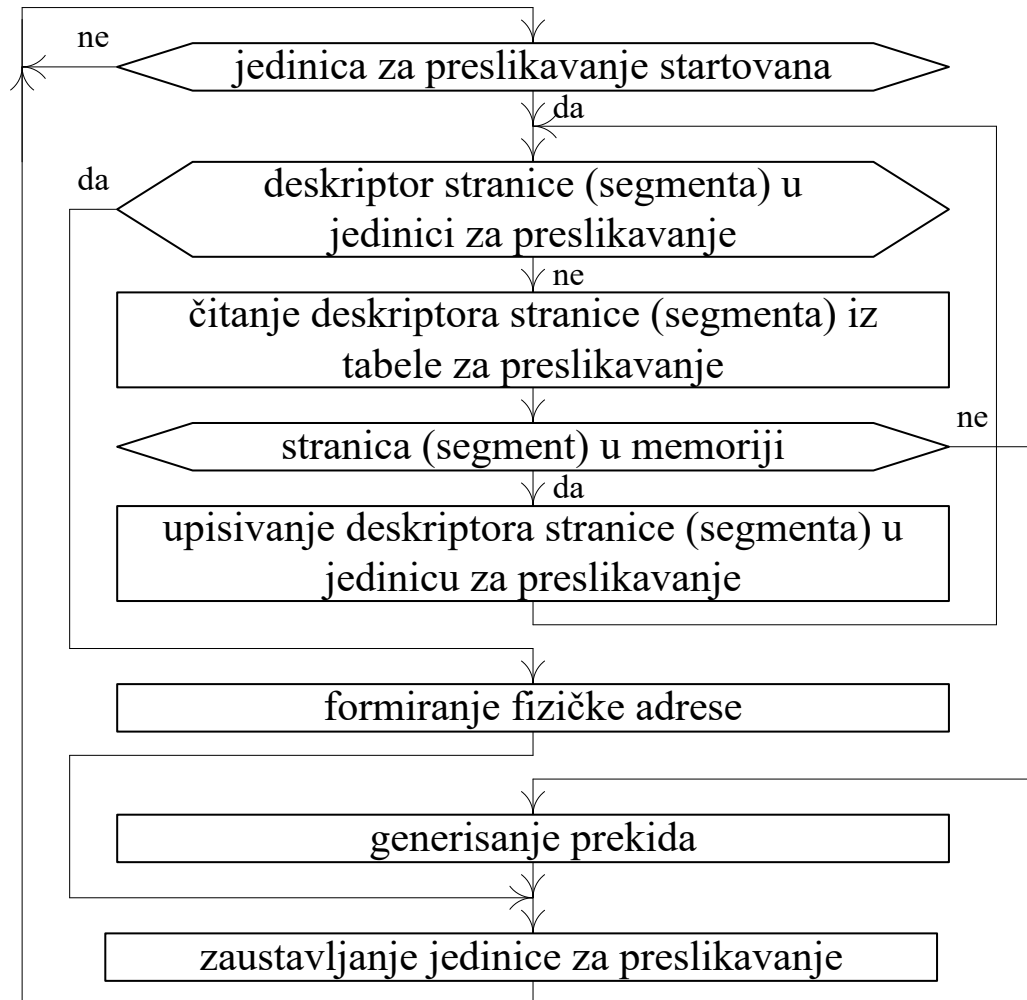 ne
jedinica za preslikavanje startovana
da
da
deskriptor stranice (segmenta) u
jedinici za preslikavanje
ne
čitanje deskriptora stranice (segmenta) iz
tabele za preslikavanje
ne
stranica (segment) u memoriji
da
upisivanje deskriptora stranice (segmenta) u
jedinicu za preslikavanje
formiranje fizičke adrese
generisanje prekida
zaustavljanje jedinice za preslikavanje